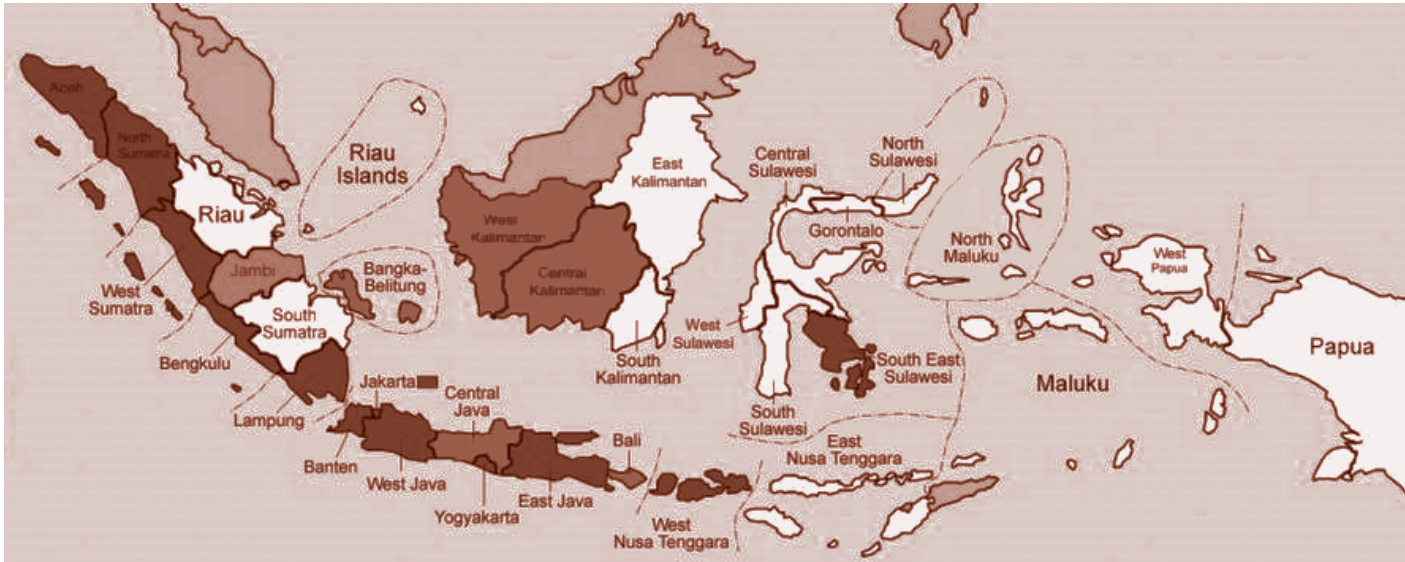 Aceh
North
Sumatra
Riau
Islands
Riau
Jambi
Bangka-
Belitung
West
Sumatra
South
Sumatra
Bengkulu
Lampung
Jakarta
Central
Java
Banten
West Java
Yogyakarta
East Java
Bali
West
Nusa Tenggara
East
Nusa Tenggara
West
Kalimantan
Central
Kalimantan
East
Kalimantan
South
Kalimantan
Central
Sulawesi
North
Sulawesi
Gorontalo
West
Sulawesi
South East
Sulawesi
South
Sulawesi
North
Maluku
Maluku
West
Papua
Papua